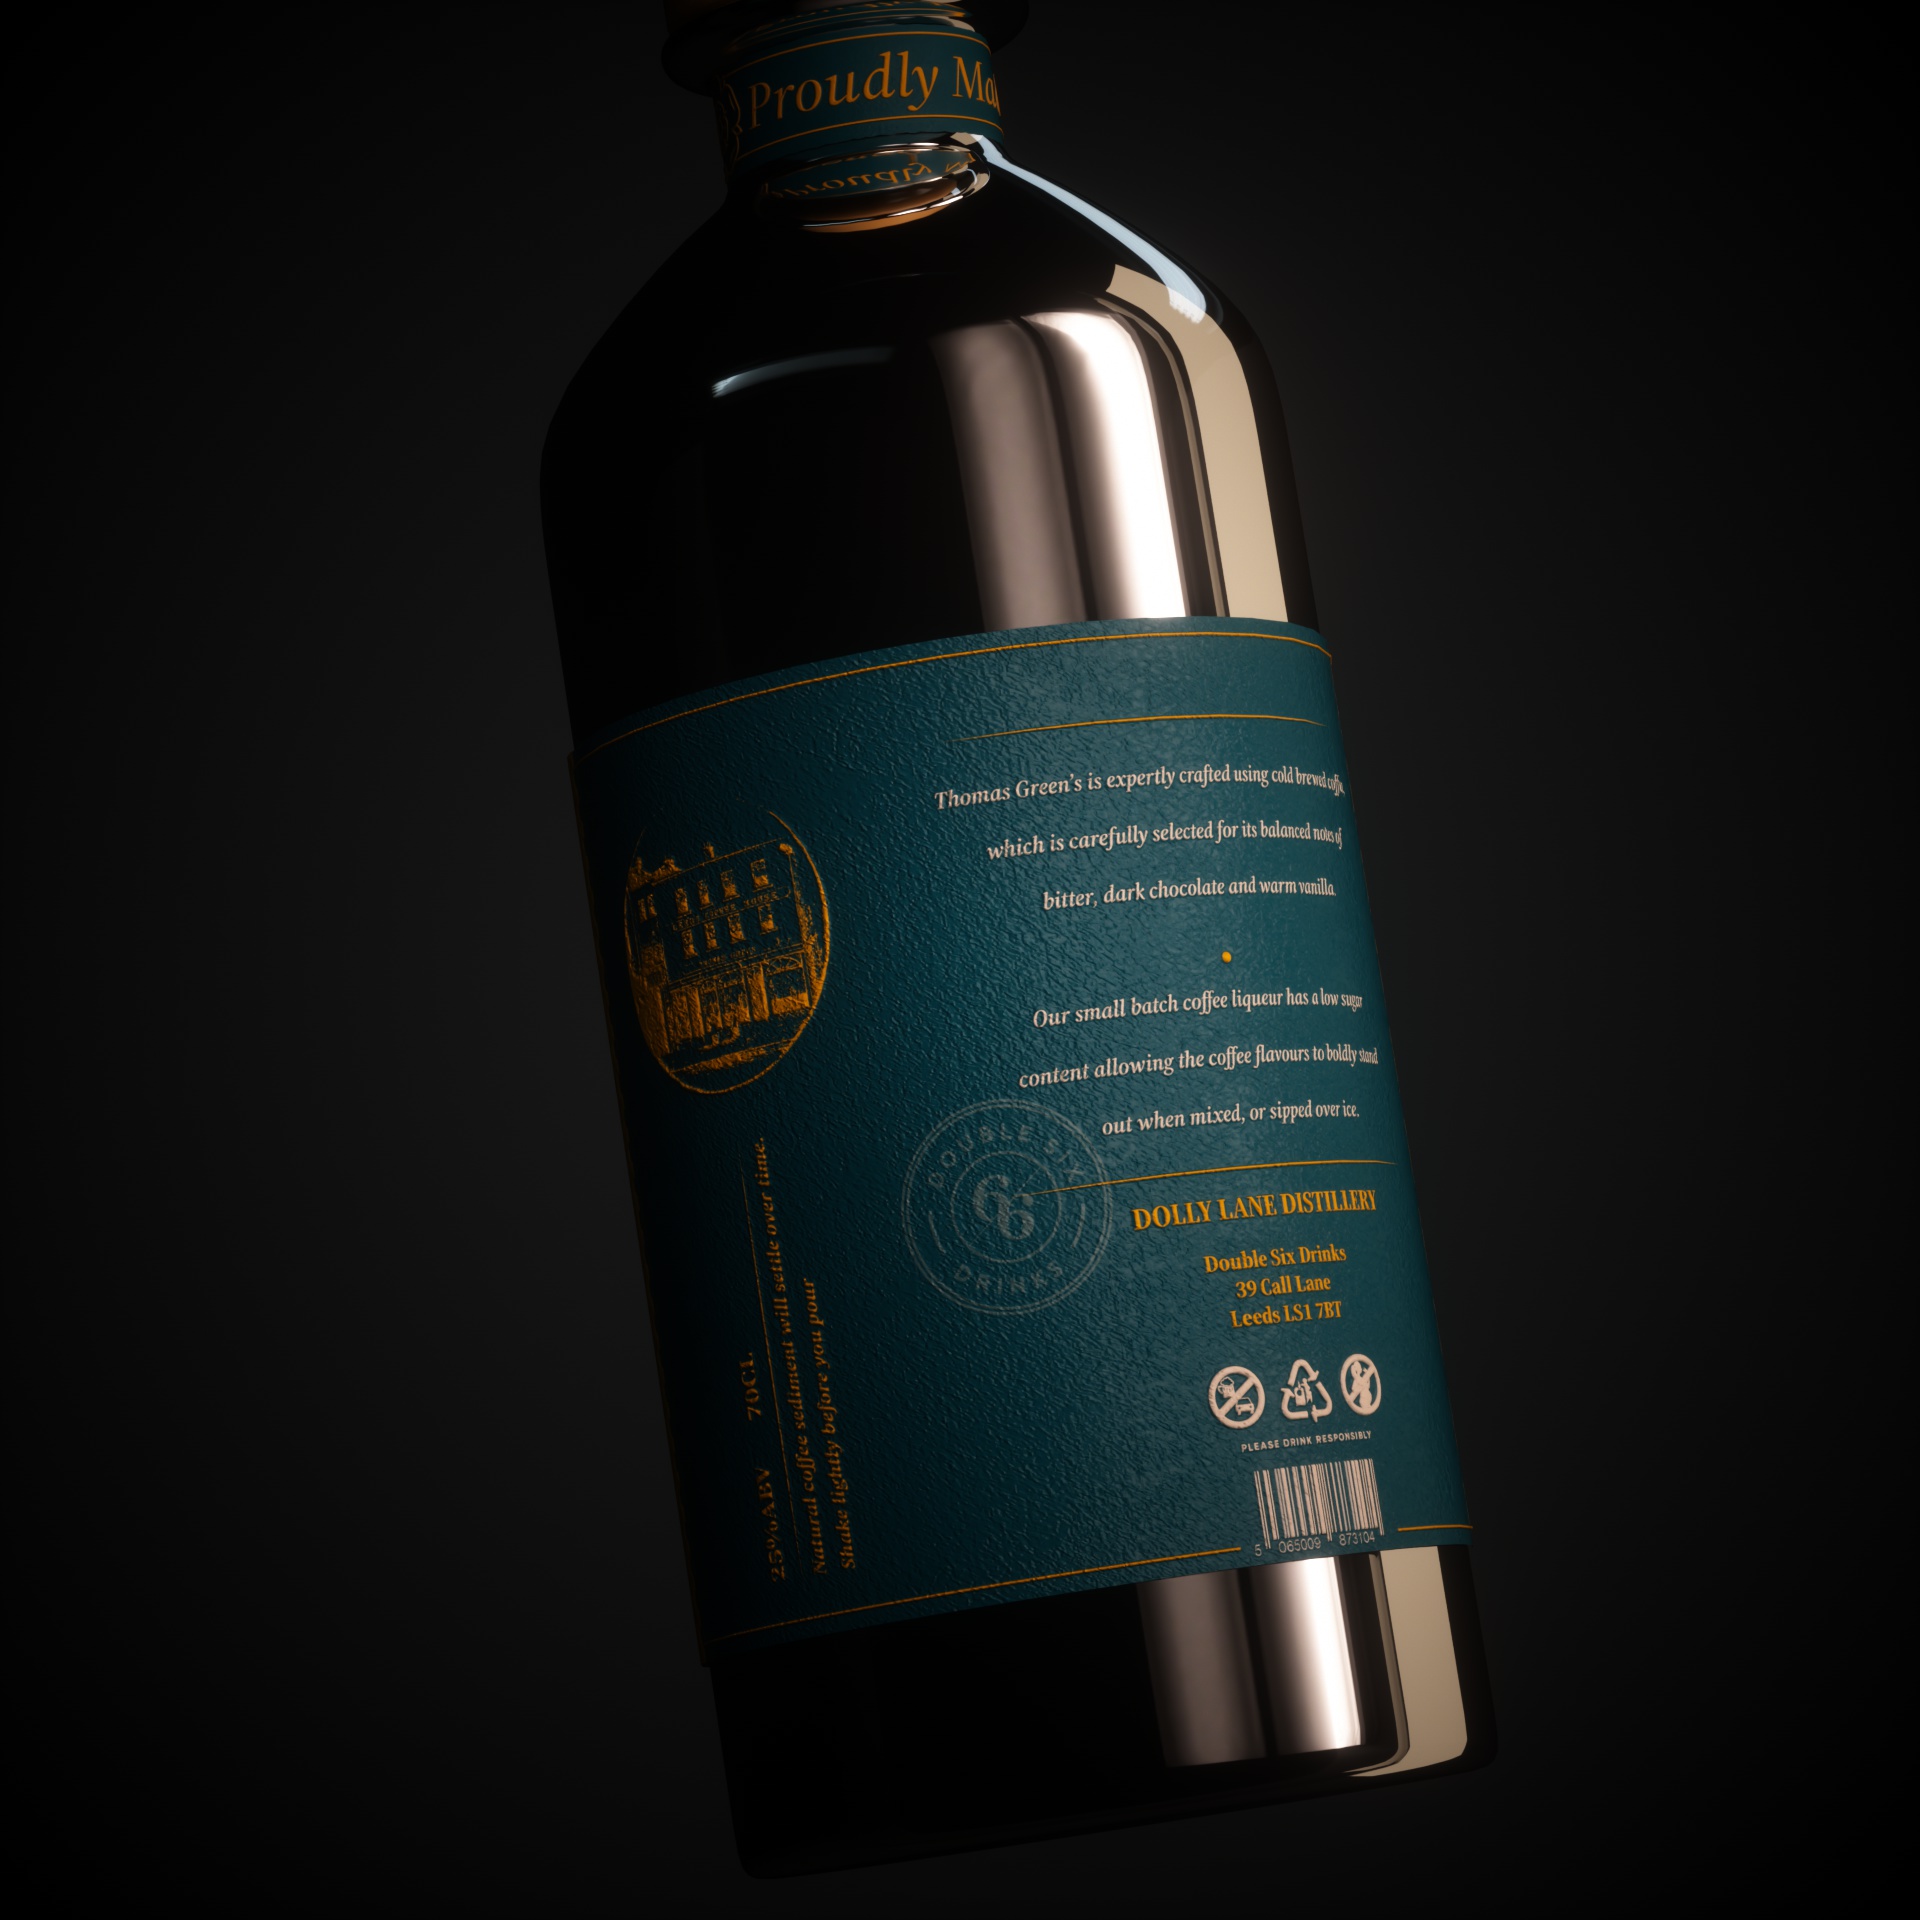 Proudly
Thomas Green's is expertly crafted using cold brewed coffee,
which is carefully selected for its balanced notes of
bitter, dark chocolate and warm vanilla.
Our small batch coffee liqueur has a low sugar
content allowing the coffee flavours to boldly stand
out when mixed, or sipped over ice.
DOUBLE SIX
66
DRINKS
DOLLY LANE DISTILLERY
Double Six Drinks
39 Call Lane
Leeds LS1 7BT
PLEASE DRINK RESPONSIBLY
5 065009 873104
25% ABV 70CL
Natural coffee sediment will settle over time.
Shake lightly before you pour